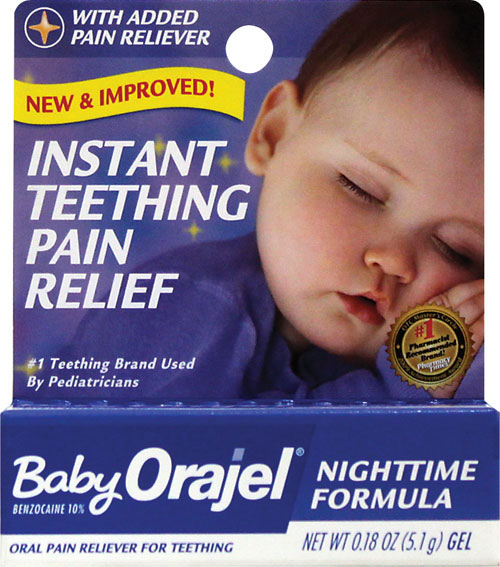 WITH ADDED
PAIN RELIEVER
NEW & IMPROVED!
INSTANT
TEETHING
PAIN
RELIEF
#1 Teething Brand Used
By Pediatricians
#1
Pharmacist
Recommended
Brand!
Pharmacy
Times
Baby Orajel®
BENZOCAINE 10%
NIGHTTIME
FORMULA
ORAL PAIN RELIEVER FOR TEETHING
NET WT 0.18 OZ (5.1 g) GEL